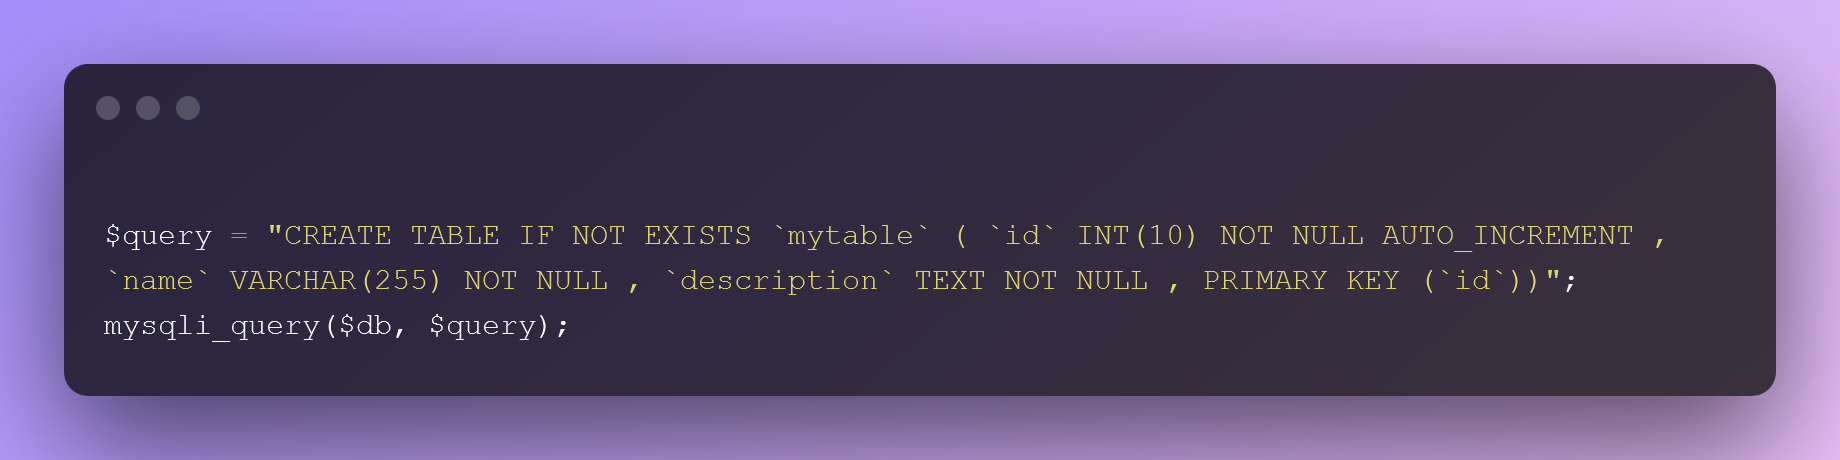 $query = "CREATE TABLE IF NOT EXISTS `mytable` ( `id` INT(10) NOT NULL AUTO_INCREMENT ,
`name` VARCHAR(255) NOT NULL , `description` TEXT NOT NULL , PRIMARY KEY (`id`))";
mysqli_query($db, $query);